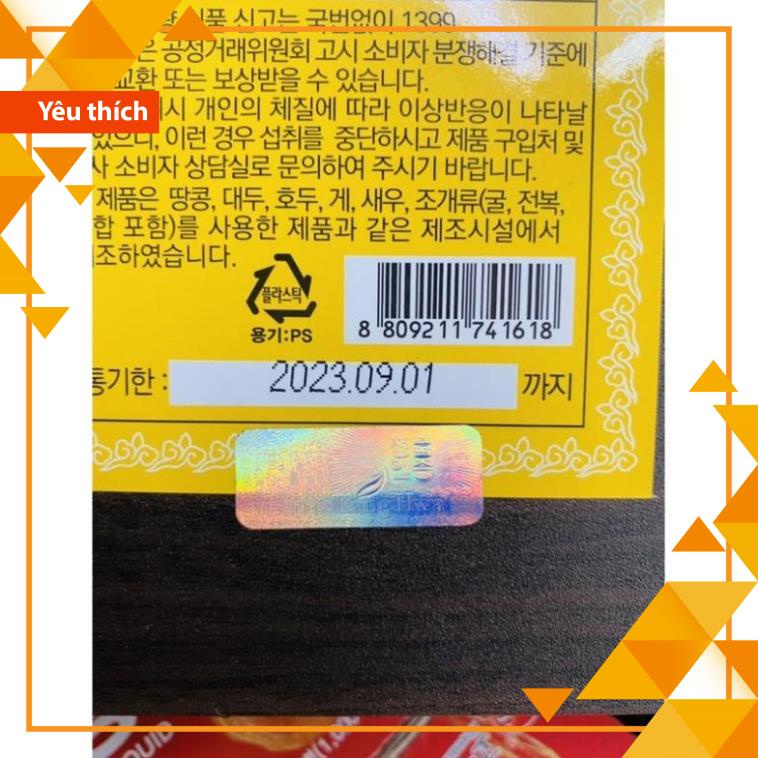 식품 신고는 국번없이 1399
은 공정거래위원회 고시 소비자 분쟁해결 기준에
교환 또는 보상받을 수 있습니다.
Yêu thích
시 개인의 체질에 따라 이상반응이 나타날
있으니, 이런 경우 섭취를 중단하시고 제품 구입처 및
사 소비자 상담실로 문의하여 주시기 바랍니다.
제품은 땅콩, 대두, 호두, 게, 새우, 조개류(굴, 전복,
합 포함)를 사용한 제품과 같은 제조시설에서
조하였습니다.
플라스틱
용기:PS
8 809211 741618
통기한 : 2023.09.01 까지
Kang Hwa
QUID